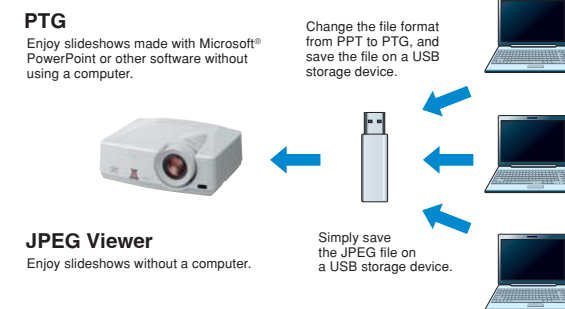 PTG
Enjoy slideshows made with Microsoft®
PowerPoint or other software without
using a computer.
Change the file format
from PPT to PTG, and
save the file on a USB
storage device.
JPEG Viewer
Enjoy slideshows without a computer.
Simply save
the JPEG file on
a USB storage device.